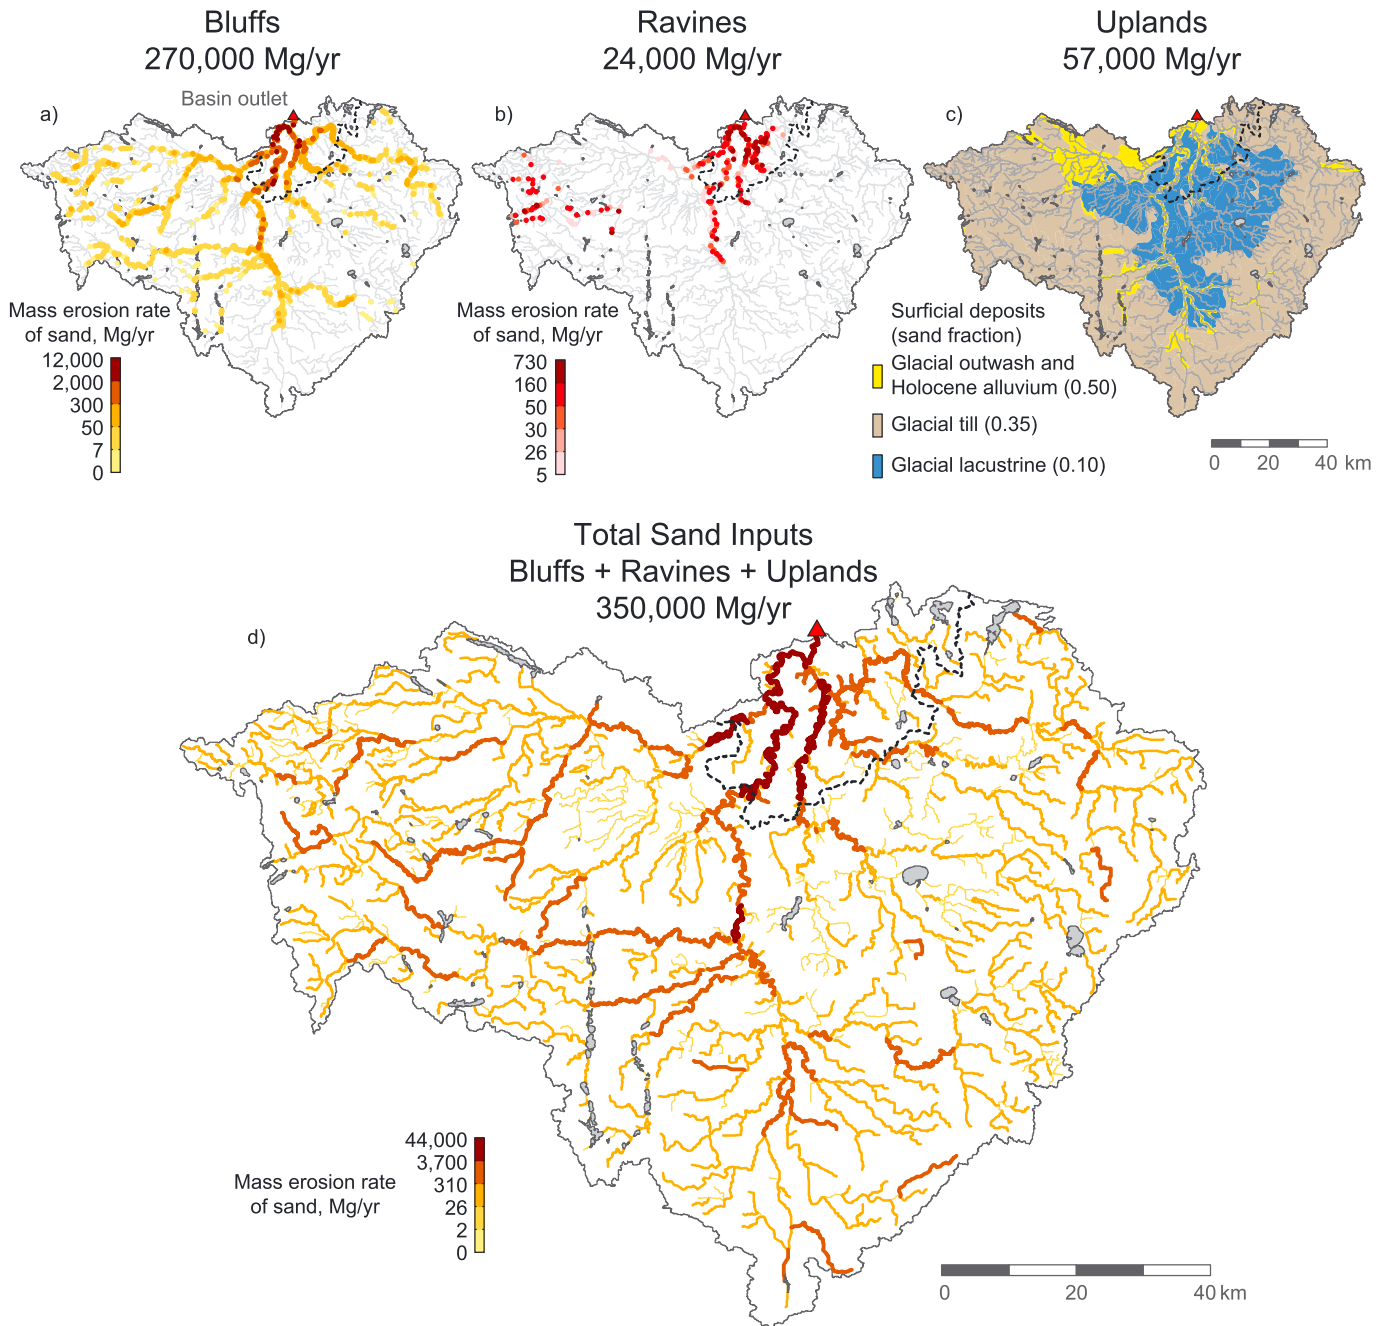 Bluffs
270,000 Mg/yr
Ravines
24,000 Mg/yr
Uplands
57,000 Mg/yr
a)
Basin outlet
b)
c)
Mass erosion rate
of sand, Mg/yr
12,000
2,000
300
50
7
0
Mass erosion rate
of sand, Mg/yr
730
160
50
30
26
5
Surficial deposits
(sand fraction)
Glacial outwash and
Holocene alluvium (0.50)
Glacial till (0.35)
Glacial lacustrine (0.10)
0 20 40 km
Total Sand Inputs
Bluffs + Ravines + Uplands
350,000 Mg/yr
d)
Mass erosion rate
of sand, Mg/yr
44,000
3,700
310
26
2
0
0 20 40 km